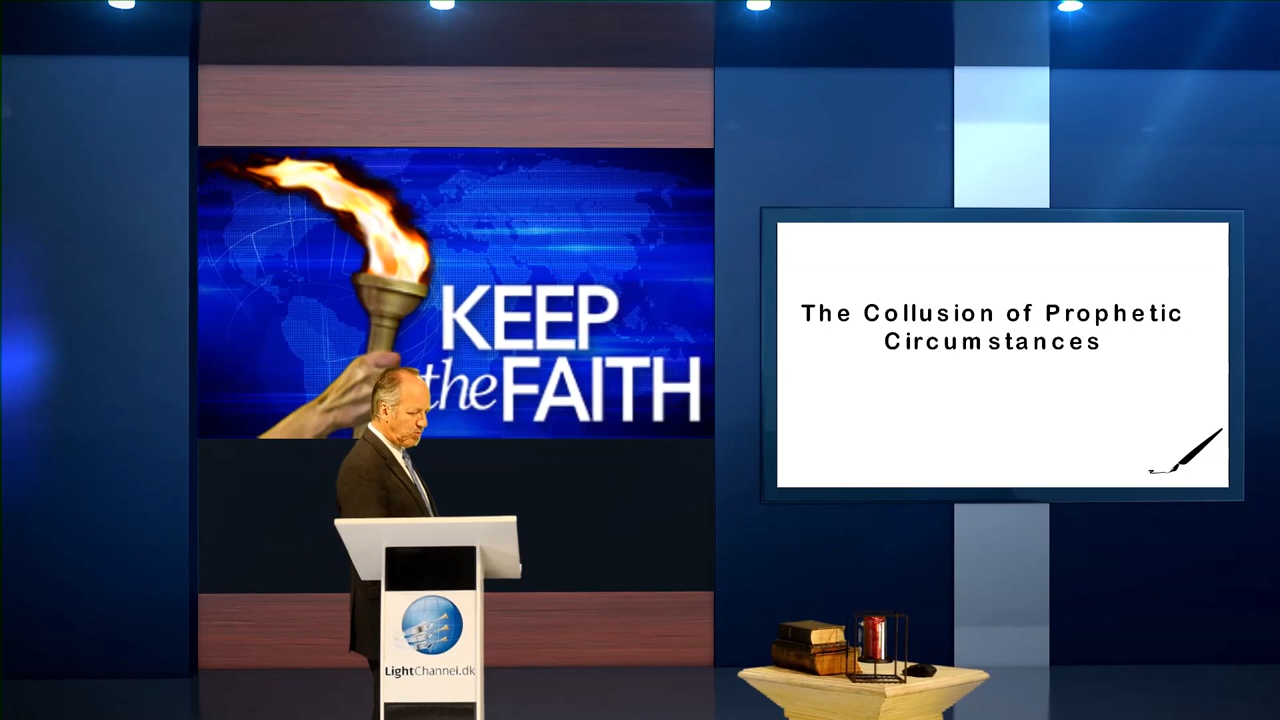 KEEP
the FAITH
The Collusion of Prophetic
Circumstances
LightChannel.dk